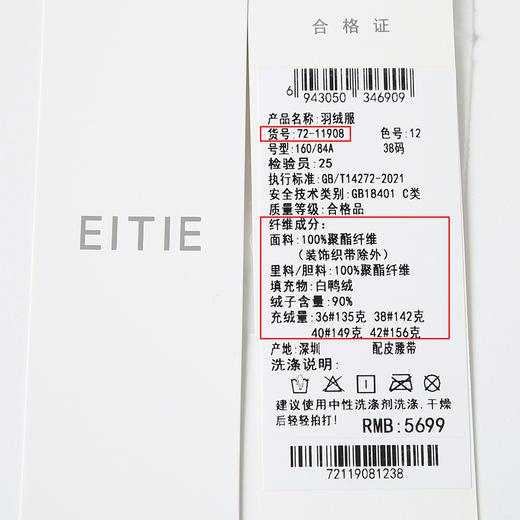 EITIE
合格证
6 943050 346909
产品名称:羽绒服
货号:72-11908 色号:12
号型:160/84A 38码
检验员:25
执行标准:GB/T14272-2021
安全技术类别:GB18401 C类
质量等级:合格品
纤维成分:
面料:100%聚酯纤维
(装饰织带除外)
里料/胆料:100%聚酯纤维
填充物:白鸭绒
绒子含量:90%
充绒量:36#135克 38#142克
40#149克 42#156克
产地:深圳 配皮腰带
洗涤说明:
建议使用中性洗涤剂洗涤,干燥
后轻轻拍打!
RMB:5699
72119081238